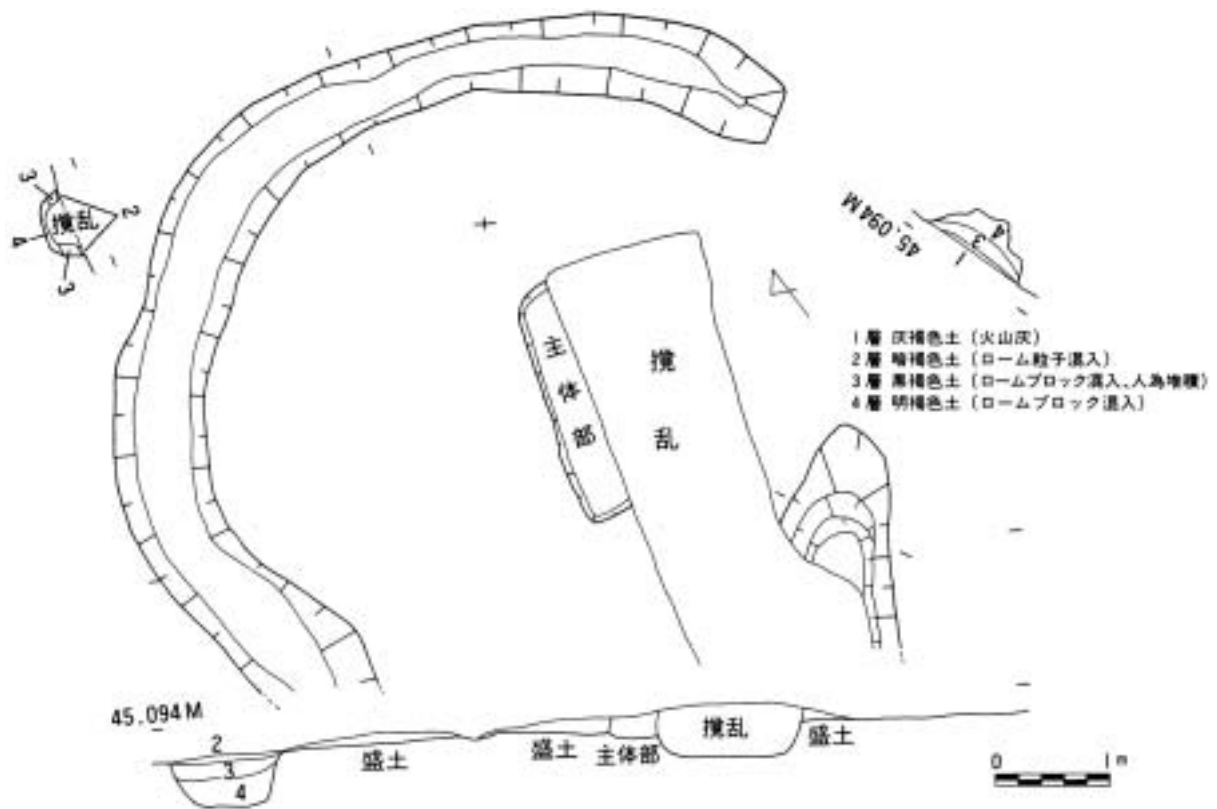 3
攪乱
2
4
3
45.094M
4
3
1
主体部
攪乱
1層 灰褐色土（火山灰）
2層 暗褐色土（ローム粒子混入）
3層 黒褐色土（ロームブロック混入、人為堆積）
4層 明褐色土（ロームブロック混入）
45.094M
2
3
4
盛土
盛土
主体部
攪乱
盛土
0 1m